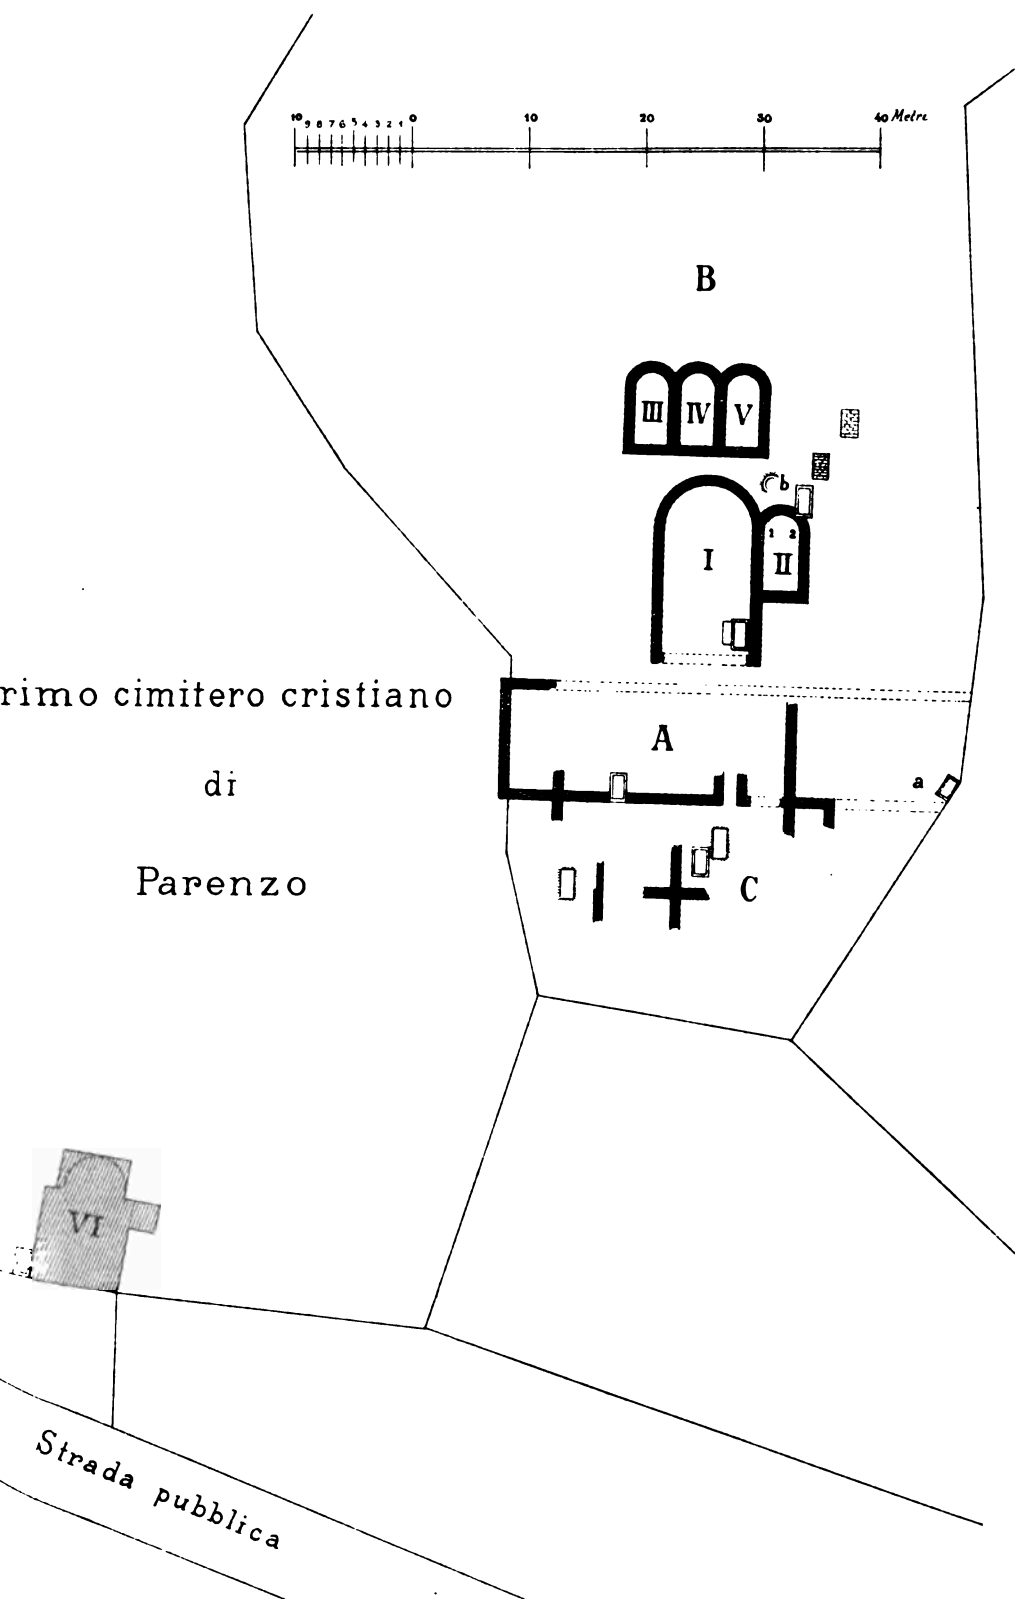 10 9 8 7 6 5 4 3 2 1 0 10 20 30 40 Metri
B
III IV V
b
1 2
I II
rimo cimitero cristiano
A
di
a
Parenzo
C
VI
1
Strada pubblica